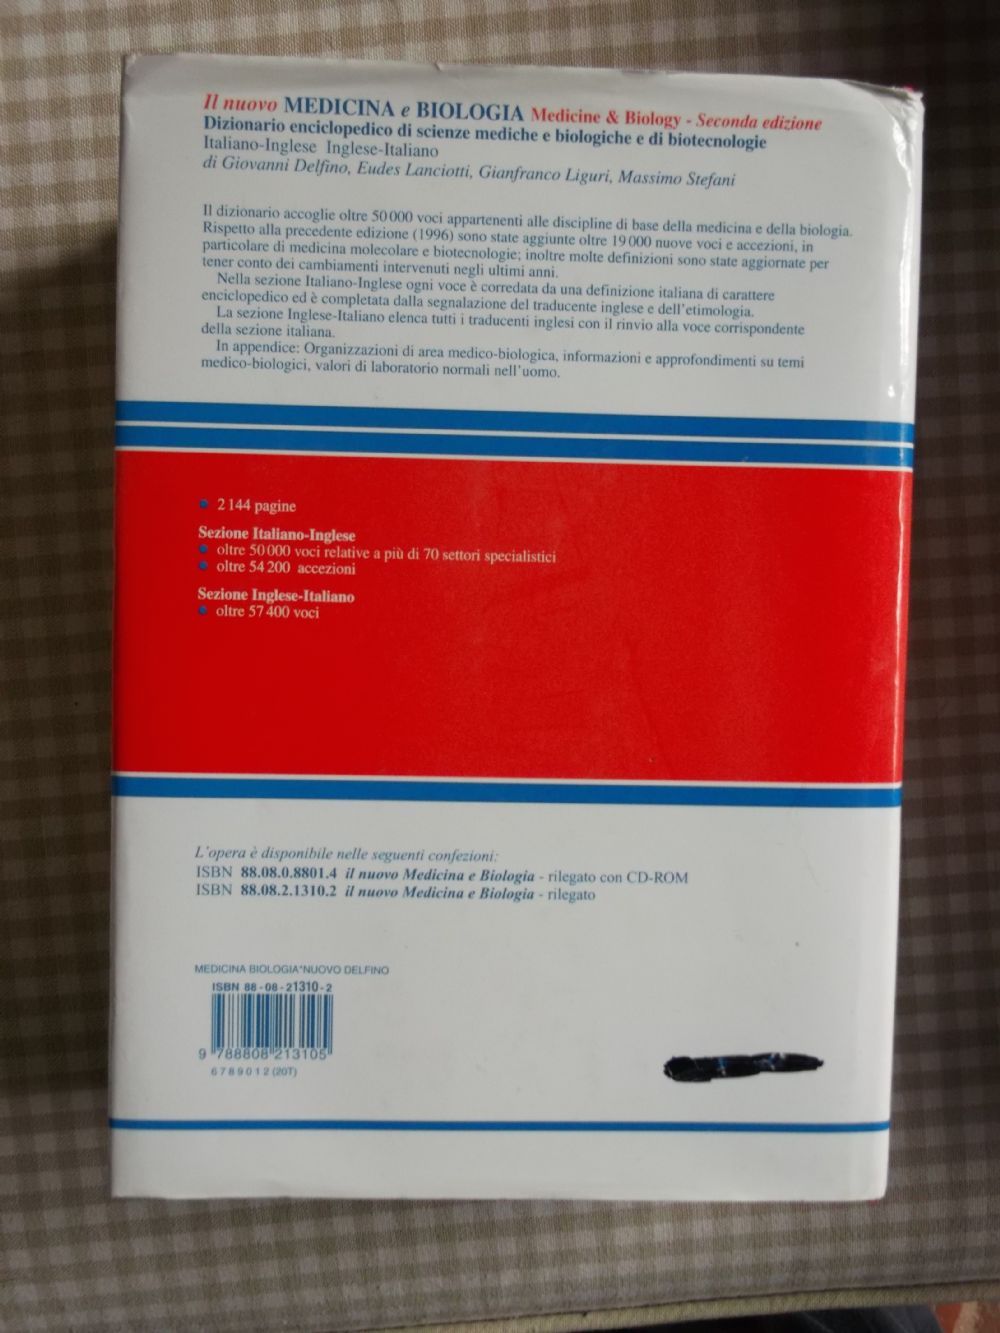 Il nuovo MEDICINA e BIOLOGIA Medicine & Biology - Seconda edizione
Dizionario enciclopedico di scienze mediche e biologiche e di biotecnologie
Italiano-Inglese Inglese-Italiano
di Giovanni Delfino, Eudes Lanciotti, Gianfranco Liguri, Massimo Stefani
Il dizionario accoglie oltre 50 000 voci appartenenti alle discipline di base della medicina e della biologia.
Rispetto alla precedente edizione (1996) sono state aggiunte oltre 19 000 nuove voci e accezioni, in
particolare di medicina molecolare e biotecnologie; inoltre molte definizioni sono state aggiornate per
tener conto dei cambiamenti intervenuti negli ultimi anni.
Nella sezione Italiano-Inglese ogni voce è corredata da una definizione italiana di carattere
enciclopedico ed è completata dalla segnalazione del traducente inglese e dell'etimologia.
La sezione Inglese-Italiano elenca tutti i traducenti inglesi con il rinvio alla voce corrispondente
della sezione italiana.
In appendice: Organizzazioni di area medico-biologica, informazioni e approfondimenti su temi
medico-biologici, valori di laboratorio normali nell'uomo.
• 2 144 pagine
Sezione Italiano-Inglese
• oltre 50 000 voci relative a più di 70 settori specialistici
• oltre 54 200 accezioni
Sezione Inglese-Italiano
• oltre 57 400 voci
L'opera è disponibile nelle seguenti confezioni:
ISBN 88.08.0.8801.4 il nuovo Medicina e Biologia - rilegato con CD-ROM
ISBN 88.08.2.1310.2 il nuovo Medicina e Biologia - rilegato
MEDICINA BIOLOGIA*NUOVO DELFINO
ISBN 88-08-21310-2
9 788808 213105
6 7 8 9 0 1 2 (20T)